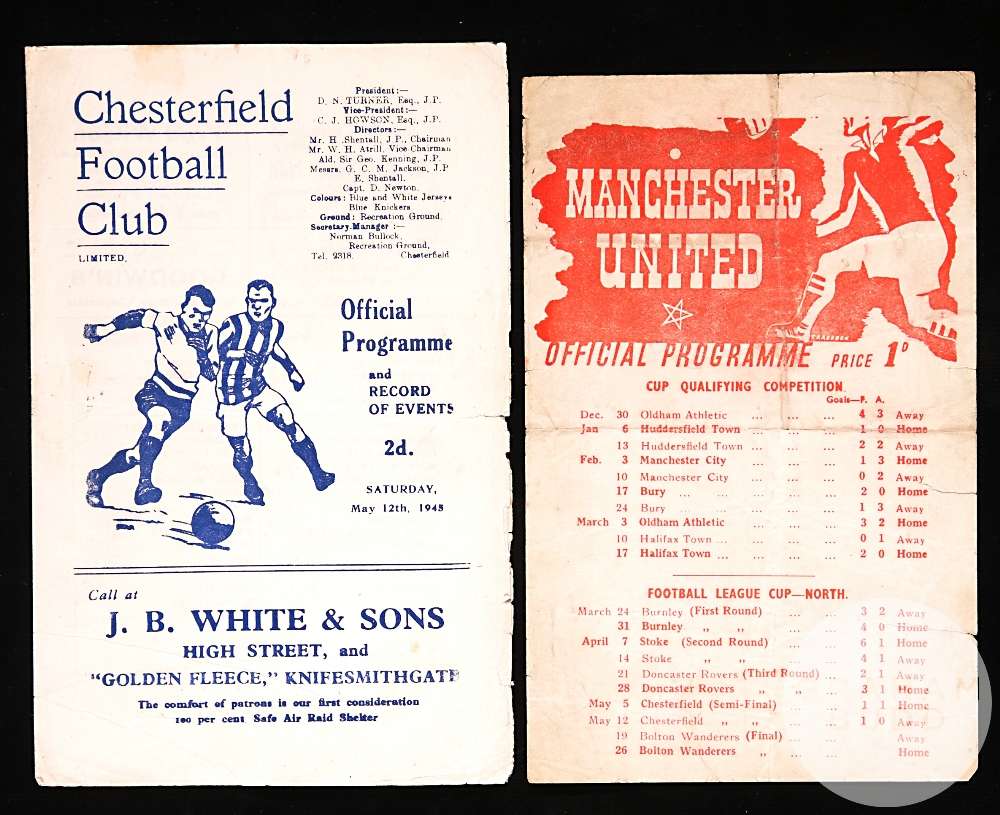 Chesterfield
Football
Club
LIMITED.
President:—
D. N. TURNER, Esq., J.P.
Vice-President:—
C. J. HOWSON, Esq., J.P.
Directors:—
Mr. H. Shentall, J.P., Chairman
Mr. W. H. Atrill, Vice Chairman
Ald. Sir Geo. Kenning, J.P.
Messrs. G. C. M. Jackson, J.P
E. Shentall.
Capt. D. Newton.
Colours: Blue and White Jerseys
Blue Knickers
Ground: Recreation Ground.
Secretary-Manager:—
Norman Bullock,
Recreation Ground,
Tel. 2318. Chesterfield
Official
Programme
and
RECORD
OF EVENTS
2d.
SATURDAY,
May 12th, 1945
Call at
J. B. WHITE & SONS
HIGH STREET, and
"GOLDEN FLEECE," KNIFESMITHGATE
The comfort of patrons is our first consideration
100 per cent Safe Air Raid Shelter
MANCHESTER
UNITED
OFFICIAL PROGRAMME PRICE 1D
CUP QUALIFYING COMPETITION.
Goals—F. A.
Dec. 30 Oldham Athletic ... ... ... 4 3 Away
Jan 6 Huddersfield Town ... ... ... 1 0 Home
13 Huddersfield Town ... ... ... 2 2 Away
Feb. 3 Manchester City ... ... ... 1 3 Home
10 Manchester City ... ... ... 0 2 Away
17 Bury ... ... ... ... 2 0 Home
24 Bury ... ... ... ... 1 3 Away
March 3 Oldham Athletic ... ... ... 3 2 Home
10 Halifax Town ... ... ... ... 0 1 Away
17 Halifax Town ... ... ... ... 2 0 Home
FOOTBALL LEAGUE CUP—NORTH.
March 24 Burnley (First Round) ... ... 3 2 Away
31 Burnley „ „ ... ... 4 0 Home
April 7 Stoke (Second Round) ... ... 6 1 Home
14 Stoke „ „ ... ... 4 1 Away
21 Doncaster Rovers (Third Round) ... 2 1 Away
28 Doncaster Rovers „ „ ... 3 1 Home
May 5 Chesterfield (Semi-Final) ... ... 1 1 Home
May 12 Chesterfield „ „ ... ... 1 0 Away
19 Bolton Wanderers (Final) ... ... Away
26 Bolton Wanderers „ ... ... Home